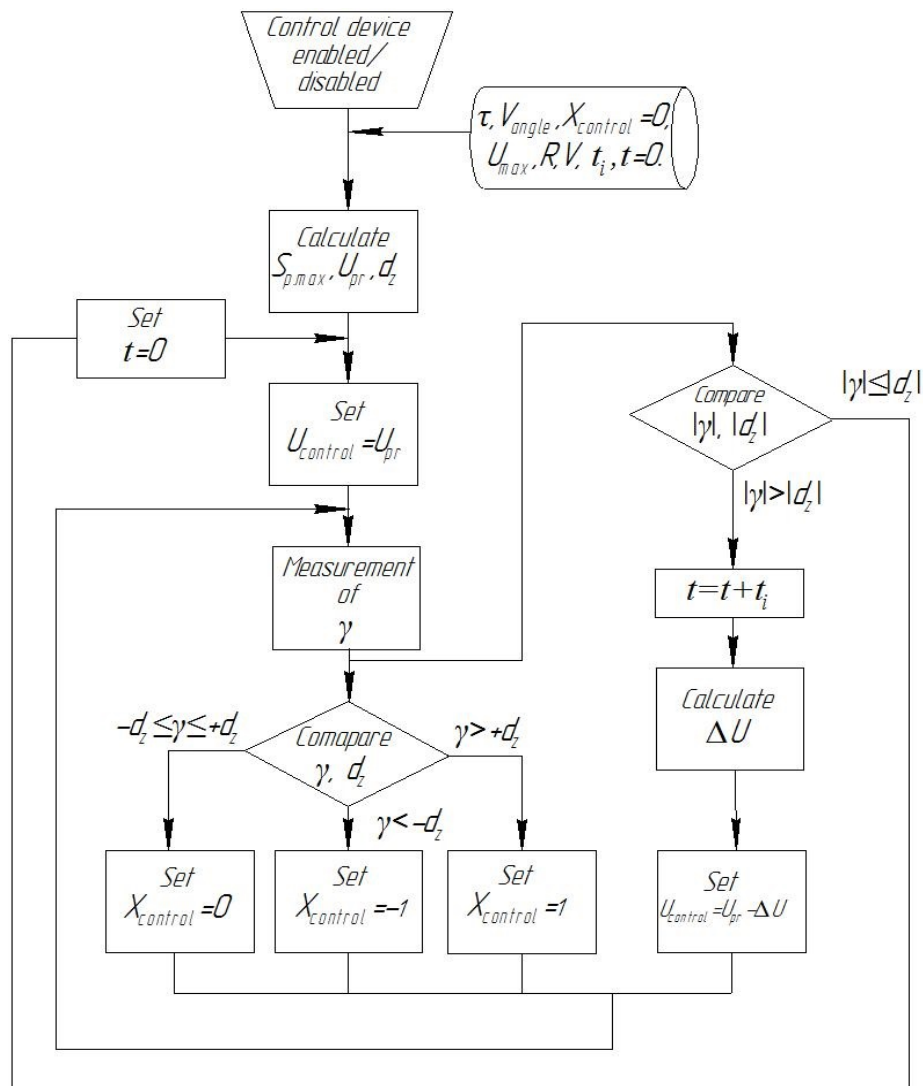 Control device
enabled/
disabled
τ, V_angle, X_control =0,
U_max, R, V, t_i, t=0.
Calculate
S_p.max, U_pr, d_z
Set
t=0
Set
U_control=U_pr
Measurement
of
γ
Comapare
γ, d_z
−d_z≤γ≤+d_z
γ>+d_z
γ<−d_z
Set
X_control=0
Set
X_control=−1
Set
X_control=1
Compare
|γ|, |d_z|
|γ|≤|d_z|
|γ|>|d_z|
t=t+t_i
Calculate
ΔU
Set
U_control=U_pr−ΔU